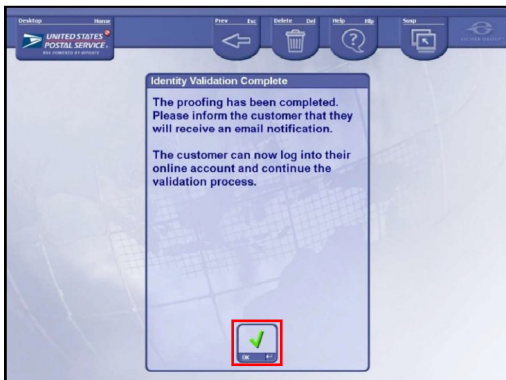 Desktop Home
Prev Esc
Delete Del
Help Hlp
Susp
UNITED STATES
POSTAL SERVICE
Identity Validation Complete
The proofing has been completed.
Please inform the customer that they
will receive an email notification.
The customer can now log into their
online account and continue the
validation process.
OK